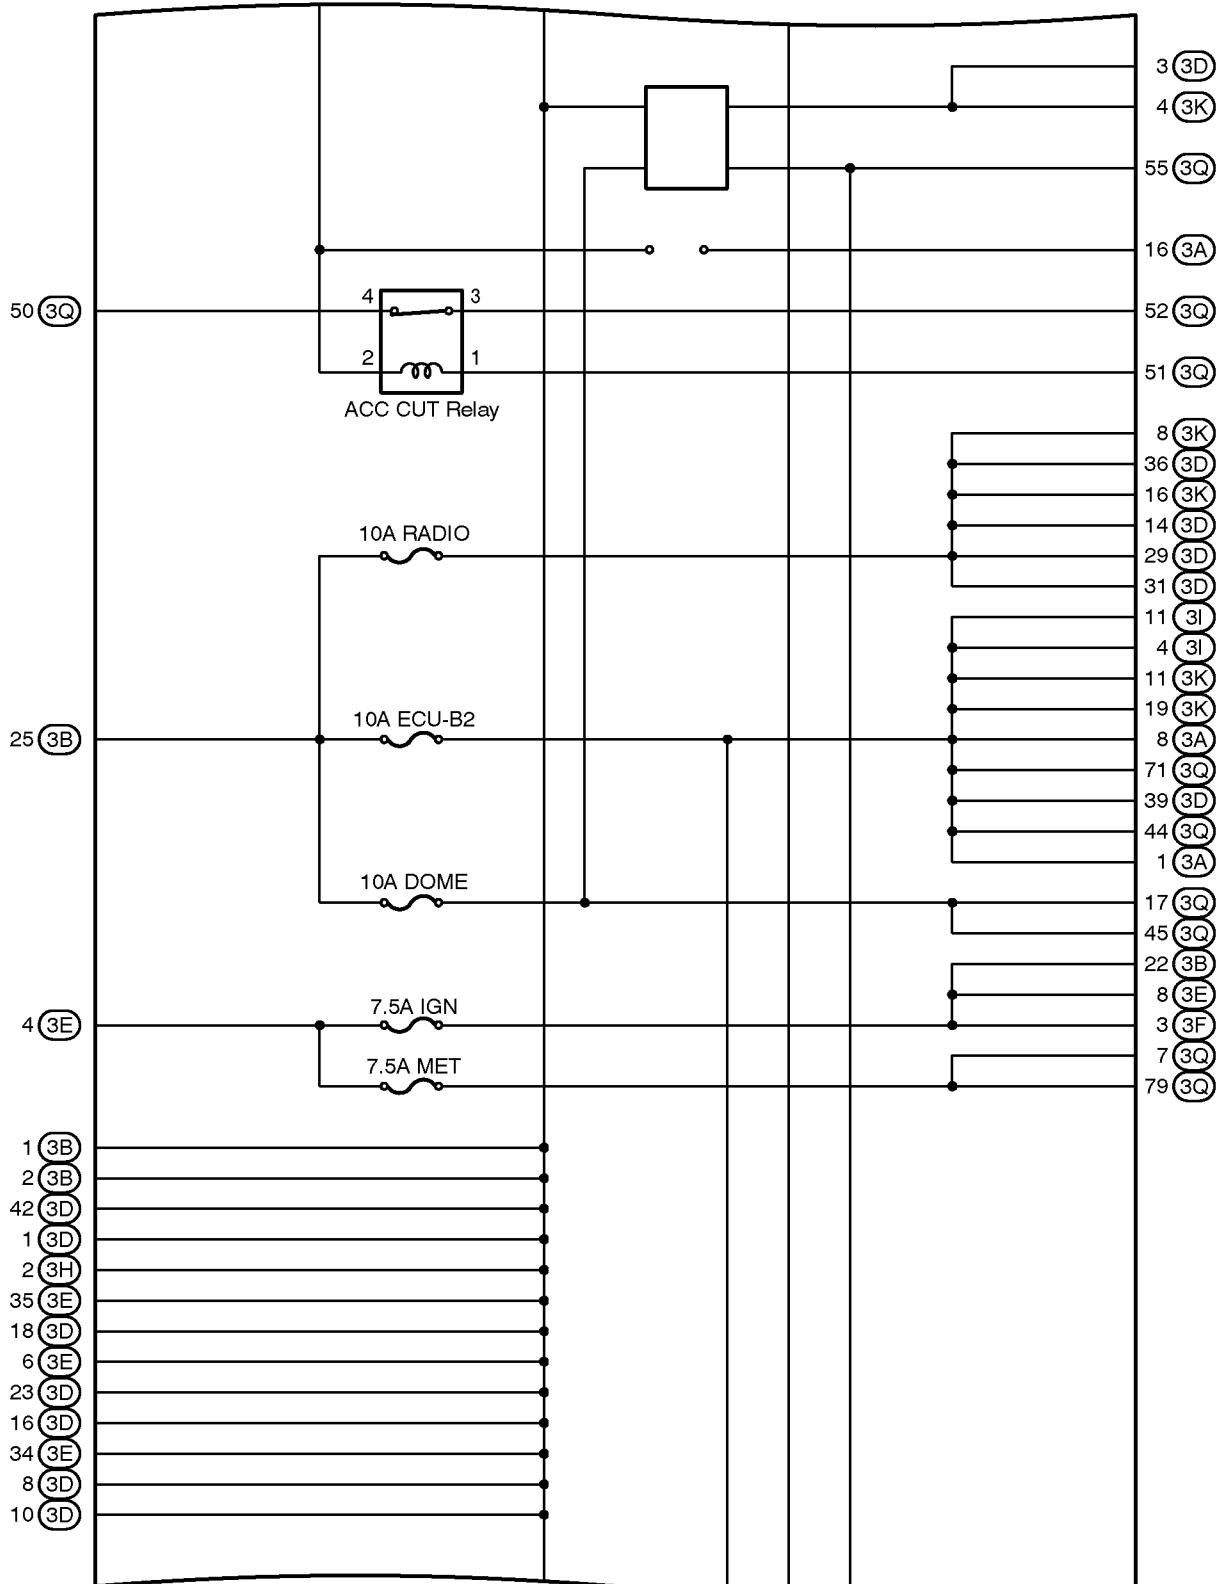 3 3D
4 3K
55 3Q
16 3A
50 3Q
4 3
52 3Q
2 1
51 3Q
ACC CUT Relay
8 3K
36 3D
16 3K
14 3D
10A RADIO
29 3D
31 3D
11 3I
4 3I
11 3K
19 3K
10A ECU-B2
25 3B
8 3A
71 3Q
39 3D
44 3Q
1 3A
10A DOME
17 3Q
45 3Q
22 3B
8 3E
7.5A IGN
4 3E
3 3F
7 3Q
7.5A MET
79 3Q
1 3B
2 3B
42 3D
1 3D
2 3H
35 3E
18 3D
6 3E
23 3D
16 3D
34 3E
8 3D
10 3D